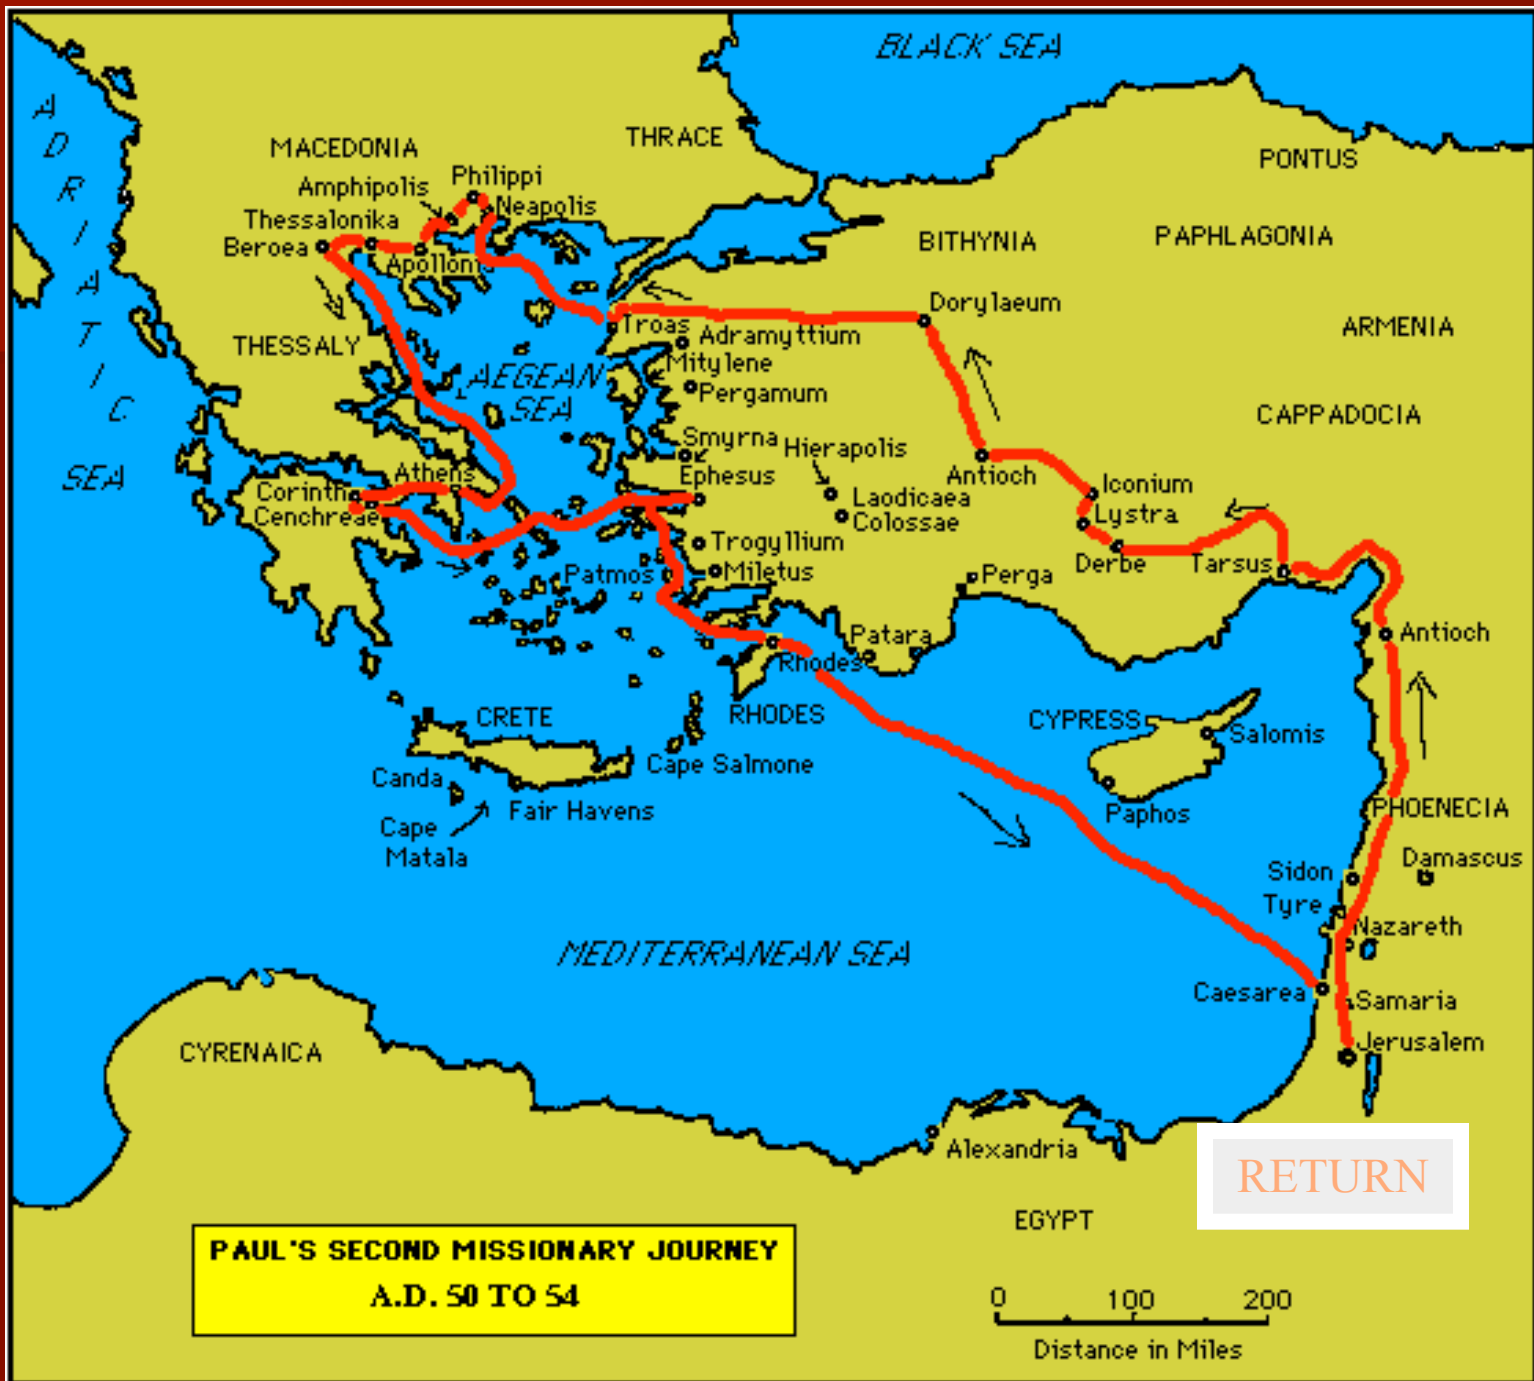 BLACK SEA
ADRIATIC
SEA
MACEDONIA
THRACE
PONTUS
Amphipolis
Philippi
Neapolis
Thessalonika
Beroea
Apollonia
BITHYNIA
PAPHLAGONIA
Dorylaeum
ARMENIA
THESSALY
Troas
Adramyttium
Mitylene
AEGEAN
SEA
Pergamum
CAPPADOCIA
Smyrna
Hierapolis
Ephesus
Antioch
Athens
Corinth
Cenchreae
Laodicaea
Colossae
Iconium
Lystra
Trogyllium
Derbe
Tarsus
Patmos
Miletus
Perga
Antioch
Patara
Rhodes
CRETE
RHODES
CYPRESS
Salomis
Canda
Cape Salmone
Fair Havens
Cape
Matala
Paphos
PHOENECIA
Sidon
Damascus
Tyre
Nazareth
MEDITERRANEAN SEA
Caesarea
Samaria
CYRENAICA
Jerusalem
Alexandria
RETURN
EGYPT
PAUL'S SECOND MISSIONARY JOURNEY
A.D. 50 TO 54
0 100 200
Distance in Miles